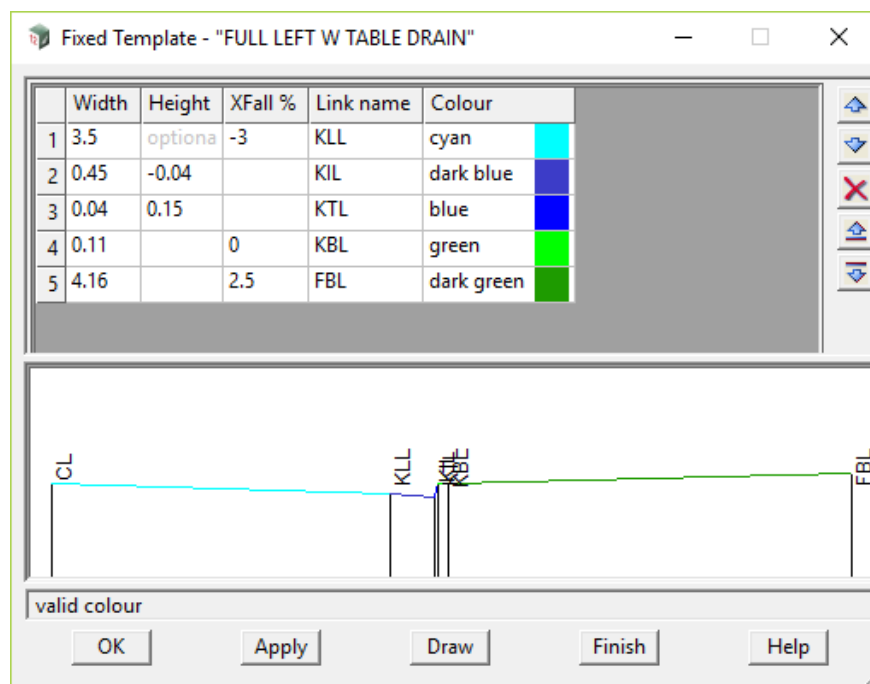 Fixed Template - "FULL LEFT W TABLE DRAIN"
Width Height XFall % Link name Colour
1 3.5 optiona -3 KLL cyan
2 0.45 -0.04 KIL dark blue
3 0.04 0.15 KTL blue
4 0.11 0 KBL green
5 4.16 2.5 FBL dark green
CL KLL KBL FBL
valid colour
OK Apply Draw Finish Help